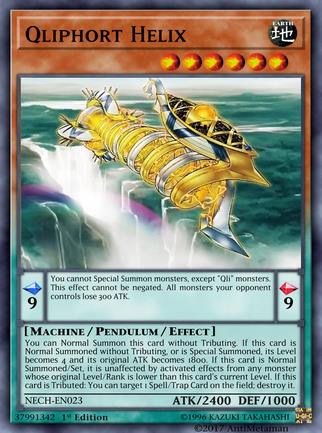 Qliphort Helix
EARTH
地
You cannot Special Summon monsters, except "Qli" monsters.
This effect cannot be negated. All monsters your opponent
controls lose 300 ATK.
9
9
[Machine / Pendulum / Effect]
You can Normal Summon this card without Tributing. If this card is
Normal Summoned without Tributing, or is Special Summoned, its Level
becomes 4 and its original ATK becomes 1800. If this card is Normal
Summoned/Set, it is unaffected by activated effects from any monster
whose original Level/Rank is lower than this card's current Level. If this
card is Tributed: You can target 1 Spell/Trap Card on the field; destroy it.
NECH-EN023
ATK/2400 DEF/1000
37991342 1st Edition
©1996 KAZUKI TAKAHASHI
©2017 AntiMetaman